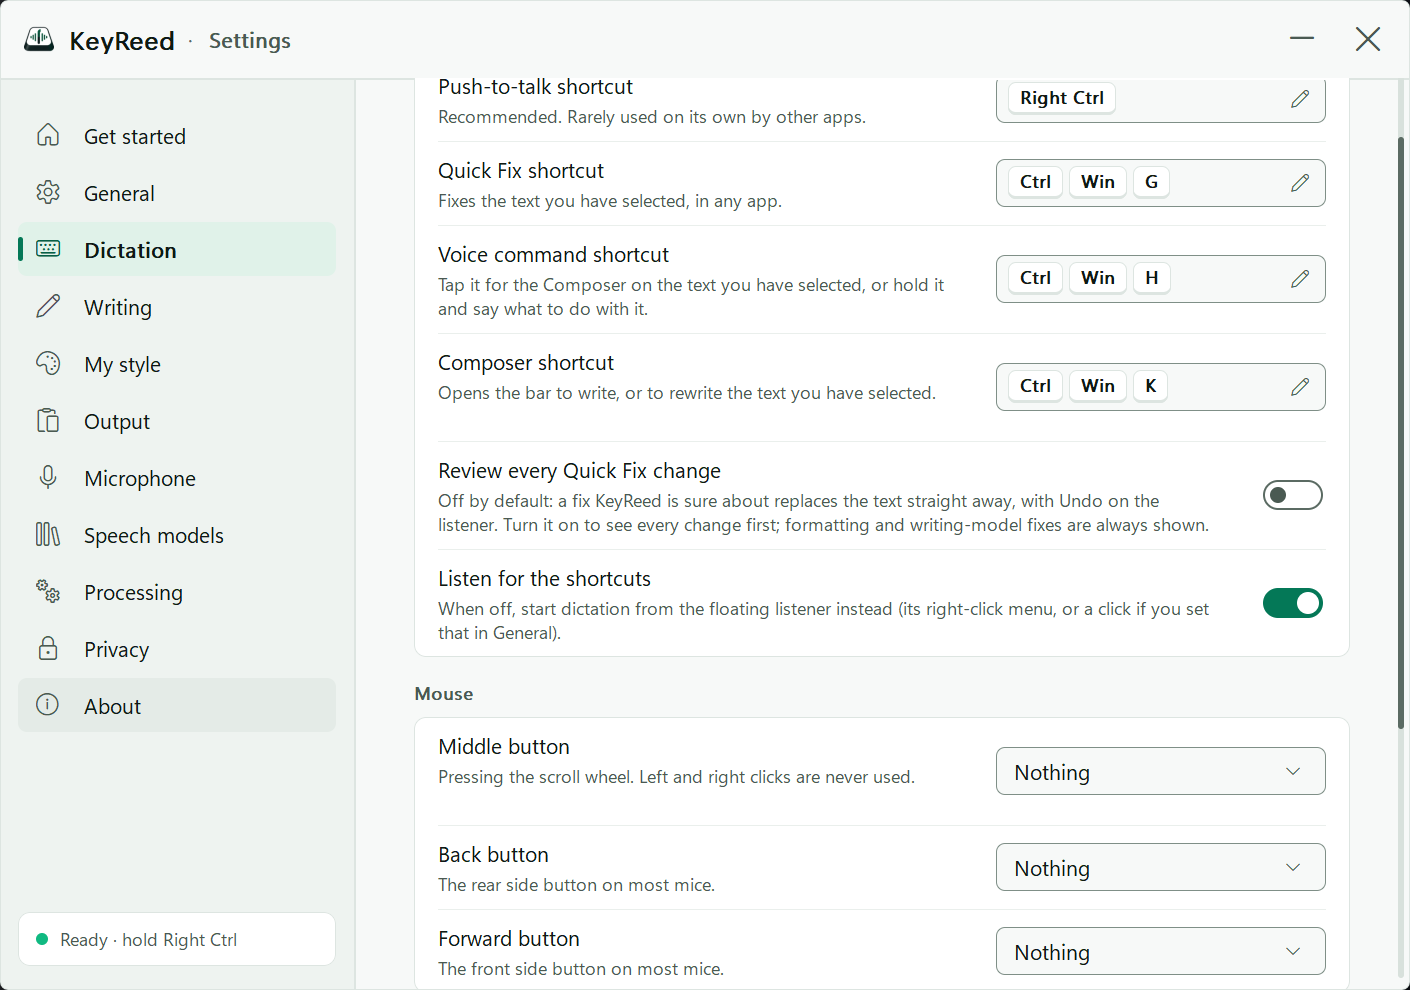 KeyReed · Settings
Get started
General
Dictation
Writing
My style
Output
Microphone
Speech models
Processing
Privacy
About
Ready · hold Right Ctrl
Push-to-talk shortcut
Recommended. Rarely used on its own by other apps.
Right Ctrl
Quick Fix shortcut
Fixes the text you have selected, in any app.
Ctrl Win G
Voice command shortcut
Tap it for the Composer on the text you have selected, or hold it
and say what to do with it.
Ctrl Win H
Composer shortcut
Opens the bar to write, or to rewrite the text you have selected.
Ctrl Win K
Review every Quick Fix change
Off by default: a fix KeyReed is sure about replaces the text straight away, with Undo on the
listener. Turn it on to see every change first; formatting and writing-model fixes are always shown.
Listen for the shortcuts
When off, start dictation from the floating listener instead (its right-click menu, or a click if you set
that in General).
Mouse
Middle button
Pressing the scroll wheel. Left and right clicks are never used.
Nothing
Back button
The rear side button on most mice.
Nothing
Forward button
The front side button on most mice.
Nothing